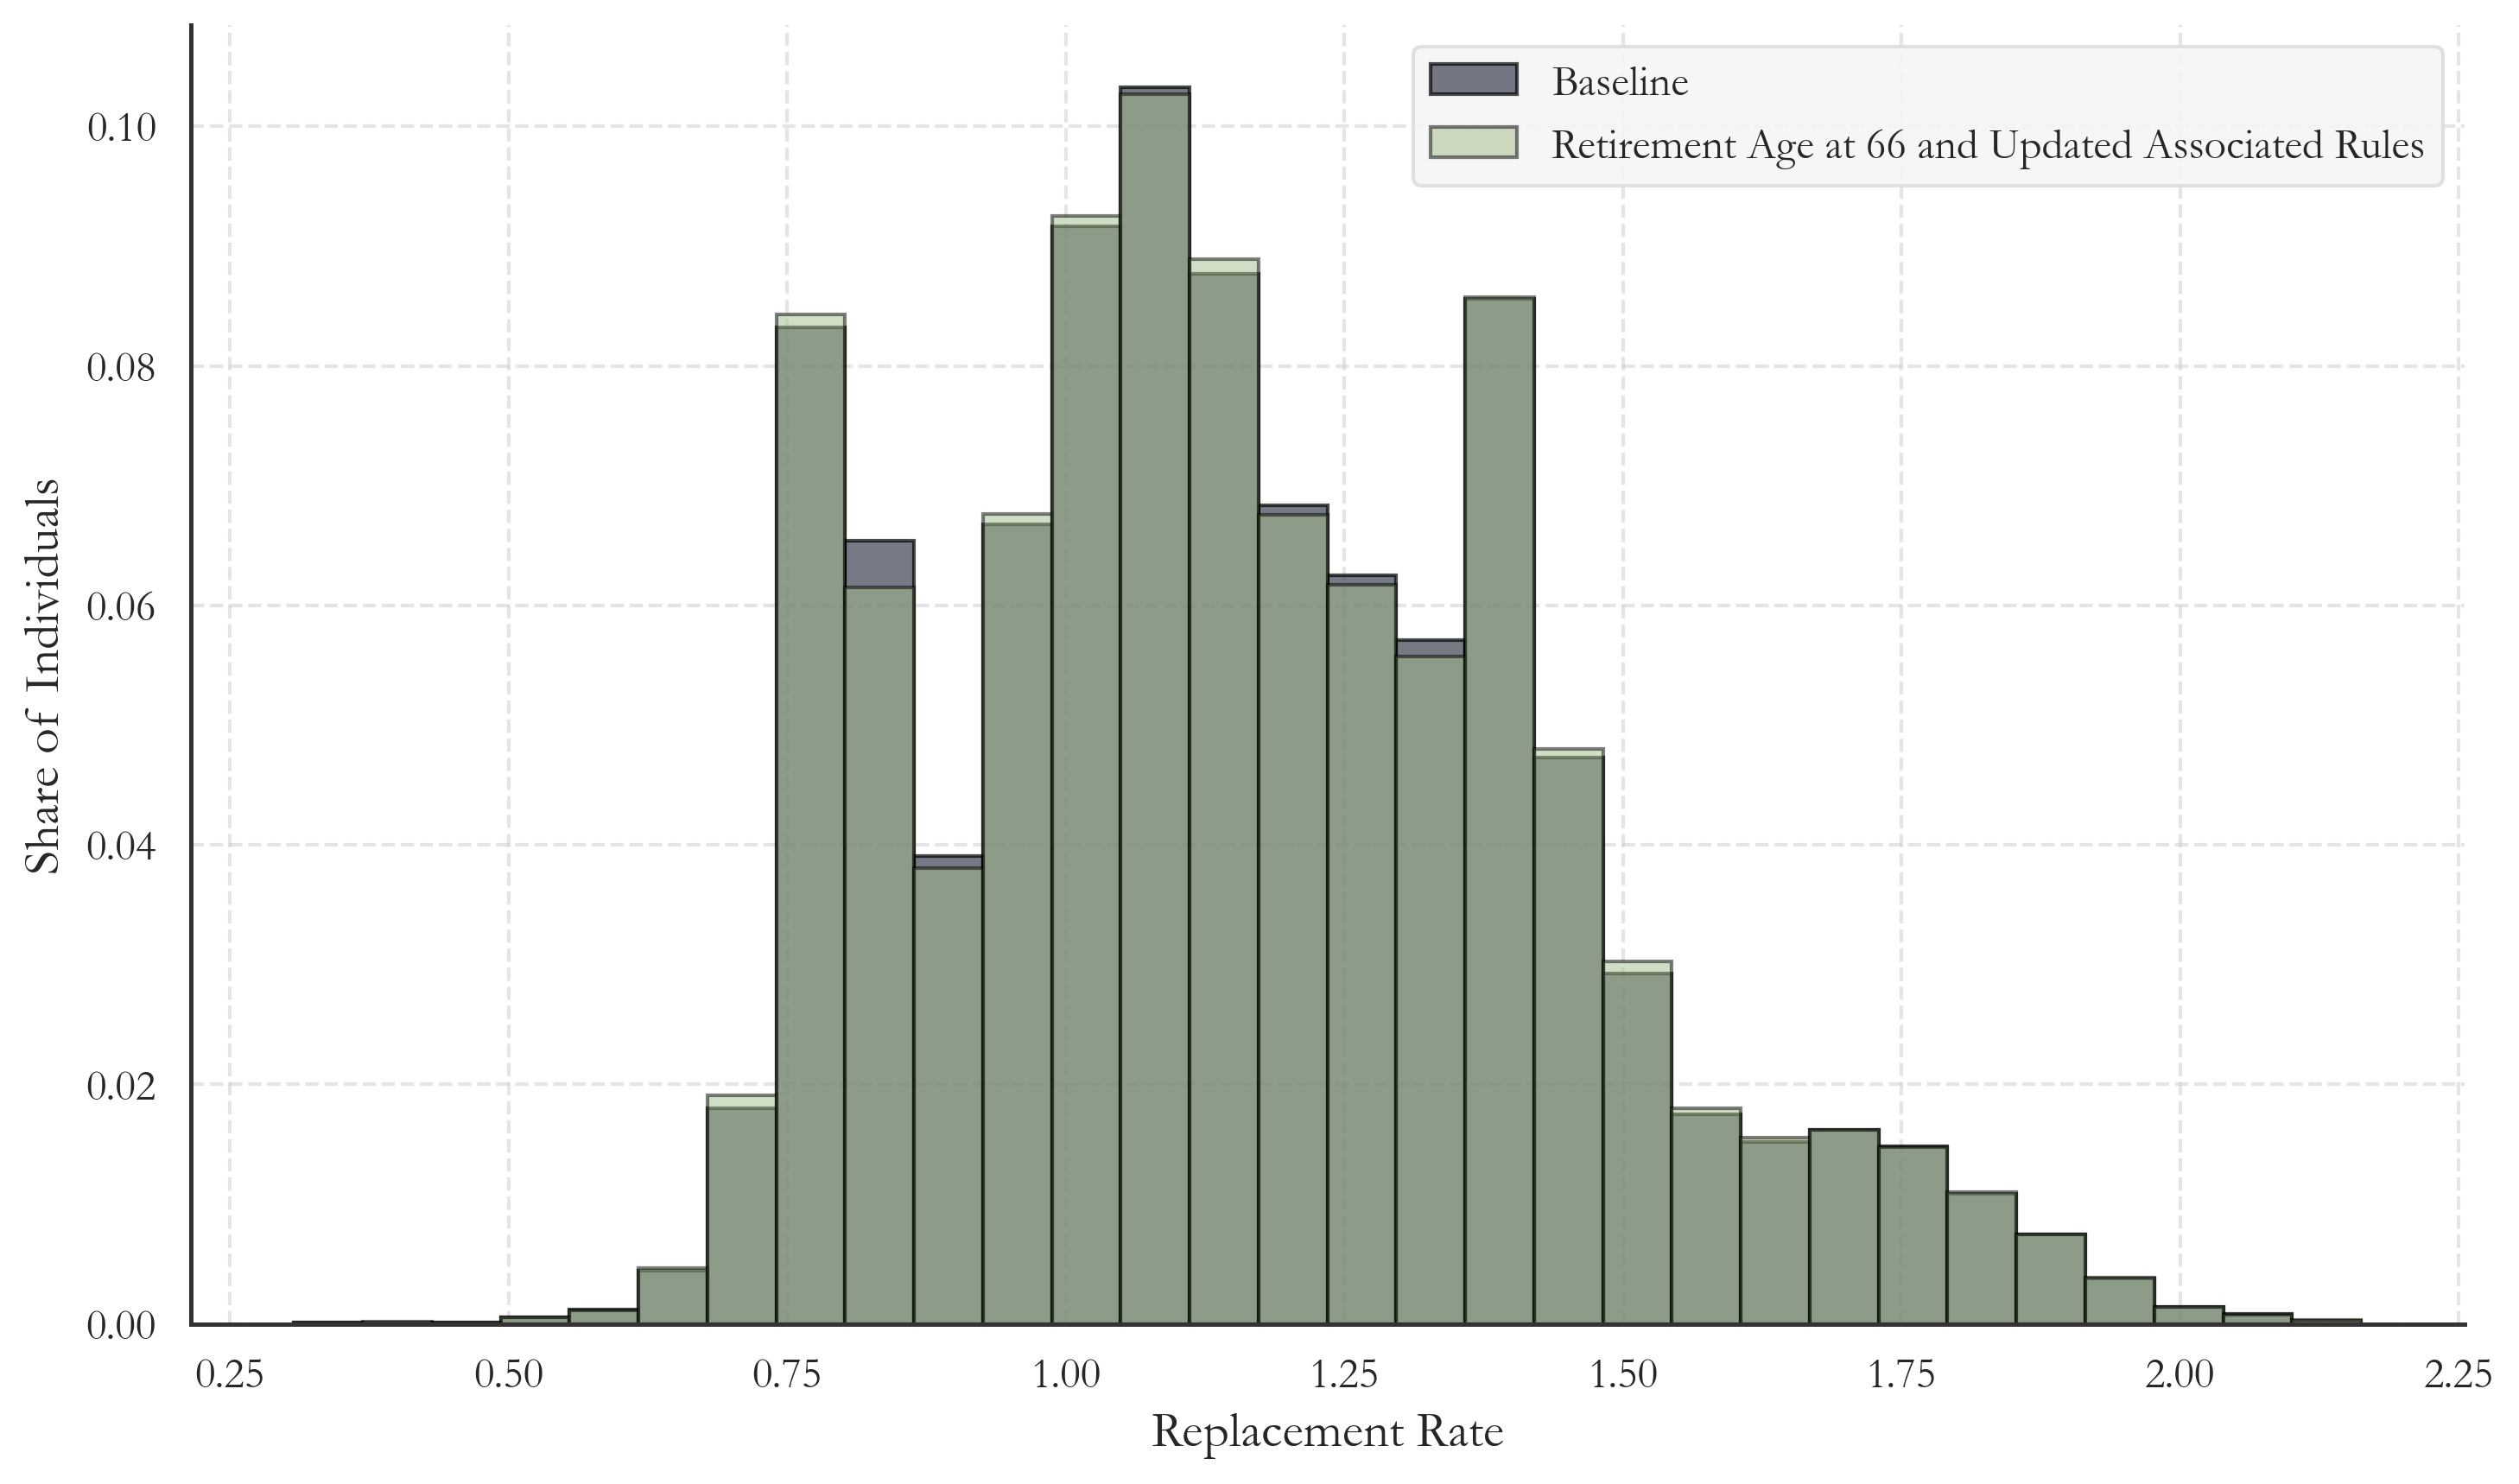 Baseline
Retirement Age at 66 and Updated Associated Rules
Share of Individuals
0.10
0.08
0.06
0.04
0.02
0.00
0.25 0.50 0.75 1.00 1.25 1.50 1.75 2.00 2.25
Replacement Rate